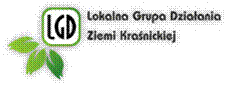 LGD
Lokalna Grupa Działania
Ziemi Kraśnickiej